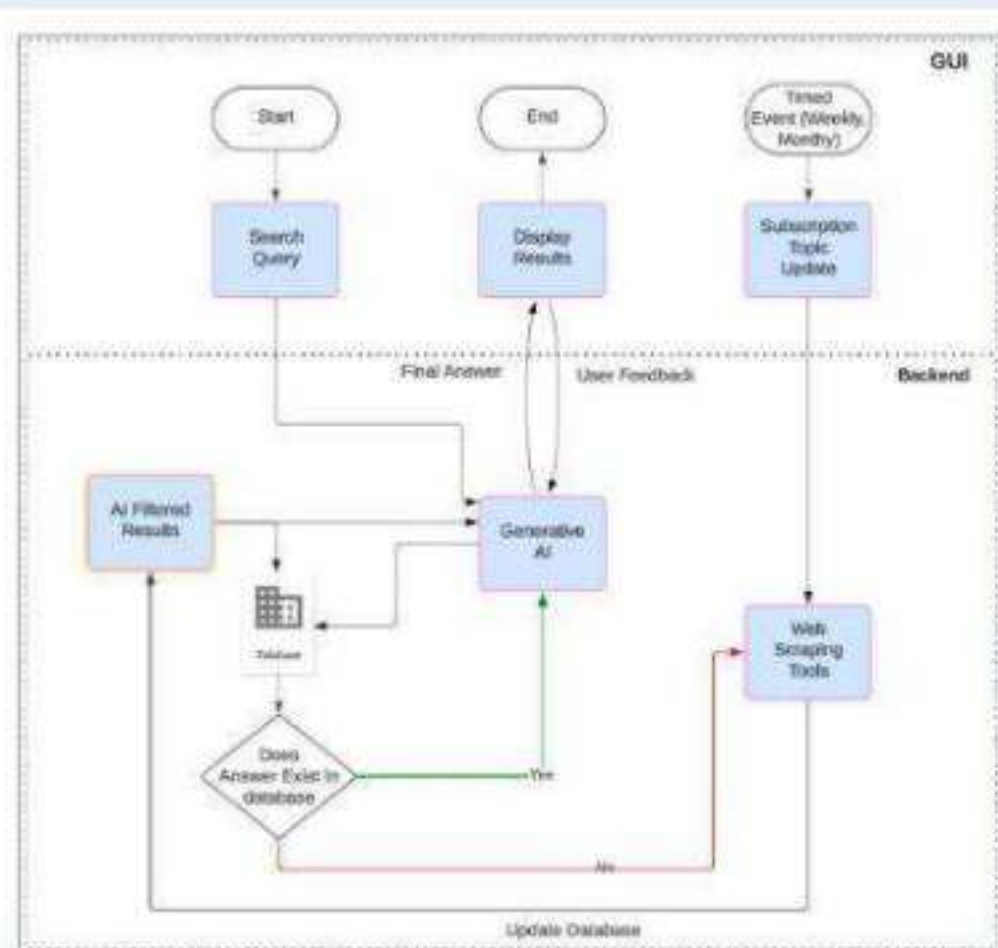 GUI
Start
End
Timed
Event (Weekly,
Monthy)
Search
Query
Display
Results
Subscription
Topic
Update
Final Answer
User Feedback
Backend
AI Filtered
Results
Generative
AI
Database
Web
Scraping
Tools
Does
Answer Exist In
database
Yes
No
Update Database